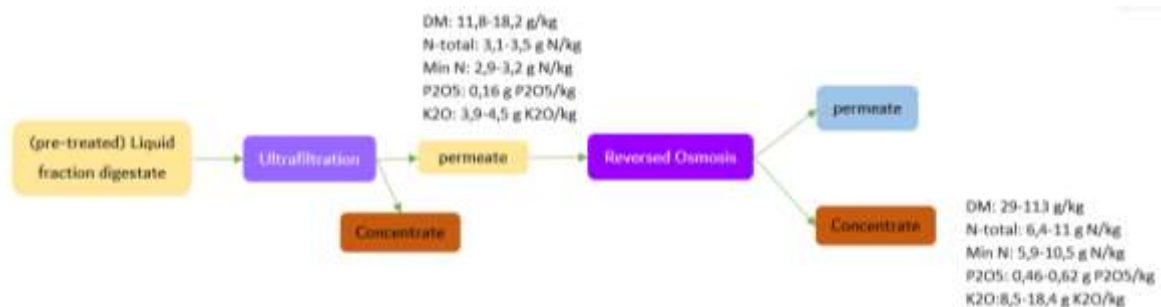 DM: 11,8-18,2 g/kg
N-total: 3,1-3,5 g N/kg
Min N: 2,9-3,2 g N/kg
P2O5: 0,16 g P2O5/kg
K2O: 3,9-4,5 g K2O/kg
(pre-treated) Liquid
fraction digestate
Ultrafiltration
permeate
Concentrate
Reversed Osmosis
permeate
Concentrate
DM: 29-113 g/kg
N-total: 6,4-11 g N/kg
Min N: 5,9-10,5 g N/kg
P2O5: 0,46-0,62 g P2O5/kg
K2O:8,5-18,4 g K2O/kg